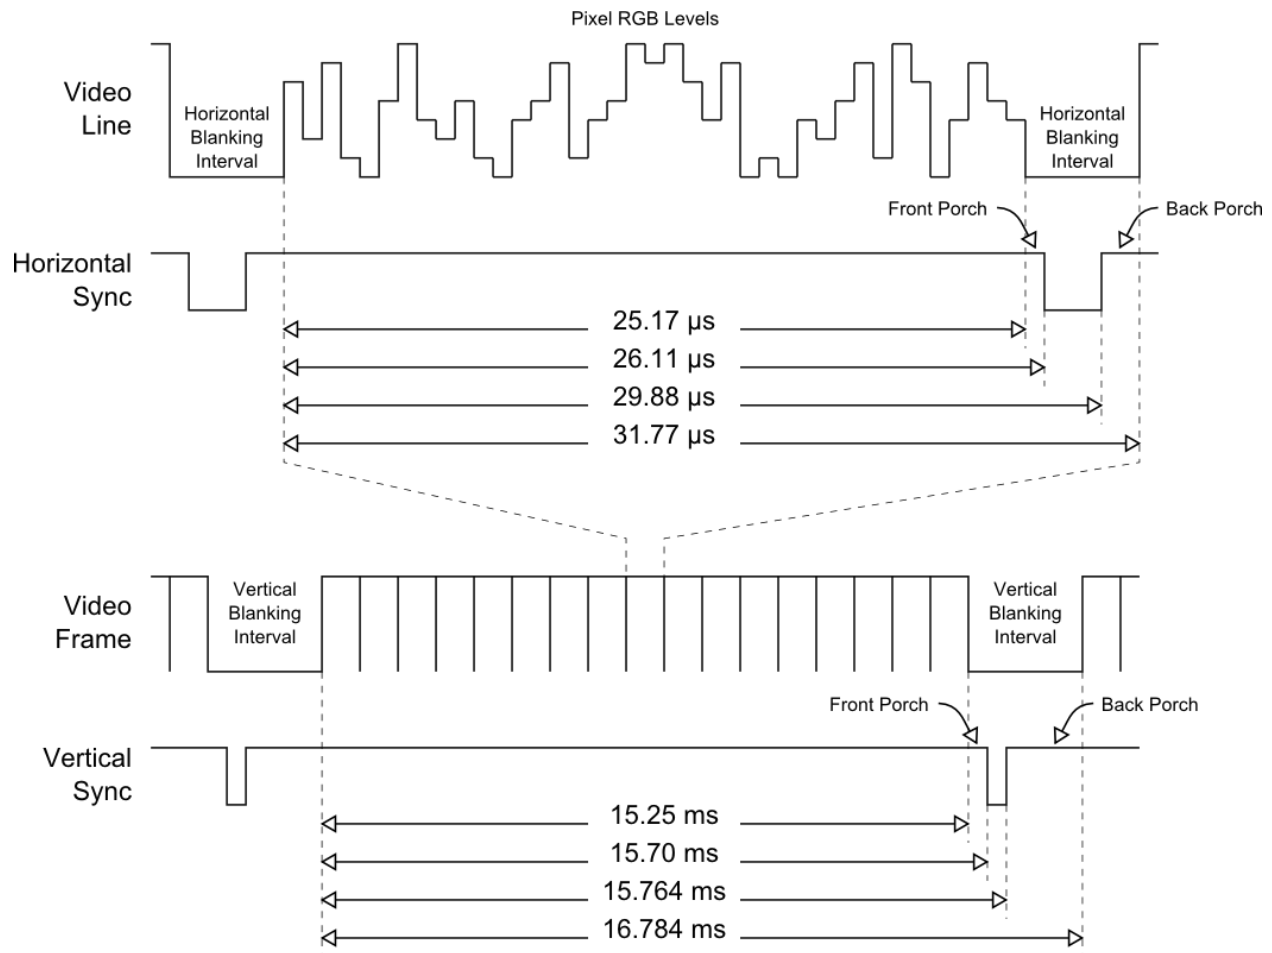 Pixel RGB Levels
Video
Line
Horizontal
Blanking
Interval
Horizontal
Blanking
Interval
Front Porch
Back Porch
Horizontal
Sync
25.17 µs
26.11 µs
29.88 µs
31.77 µs
Video
Frame
Vertical
Blanking
Interval
Vertical
Blanking
Interval
Front Porch
Back Porch
Vertical
Sync
15.25 ms
15.70 ms
15.764 ms
16.784 ms